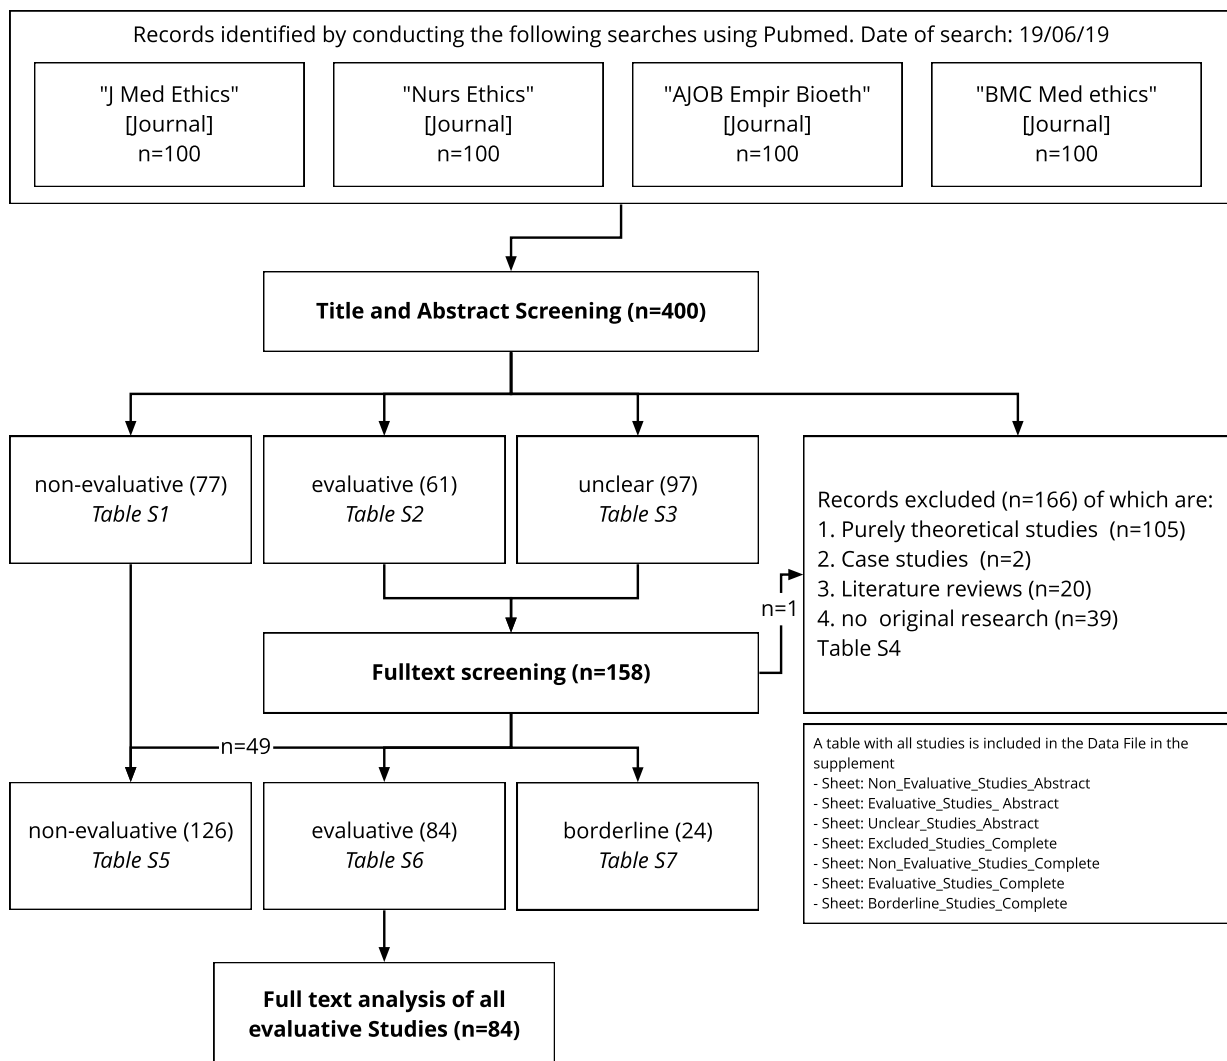 Records identified by conducting the following searches using Pubmed. Date of search: 19/06/19
"J Med Ethics"
[Journal]
n=100
"Nurs Ethics"
[Journal]
n=100
"AJOB Empir Bioeth"
[Journal]
n=100
"BMC Med ethics"
[Journal]
n=100
Title and Abstract Screening (n=400)
non-evaluative (77)
Table S1
evaluative (61)
Table S2
unclear (97)
Table S3
Records excluded (n=166) of which are:
1. Purely theoretical studies (n=105)
2. Case studies (n=2)
3. Literature reviews (n=20)
4. no original research (n=39)
Table S4
n=1
Fulltext screening (n=158)
n=49
non-evaluative (126)
Table S5
evaluative (84)
Table S6
borderline (24)
Table S7
A table with all studies is included in the Data File in the
supplement
- Sheet: Non_Evaluative_Studies_Abstract
- Sheet: Evaluative_Studies_ Abstract
- Sheet: Unclear_Studies_Abstract
- Sheet: Excluded_Studies_Complete
- Sheet: Non_Evaluative_Studies_Complete
- Sheet: Evaluative_Studies_Complete
- Sheet: Borderline_Studies_Complete
Full text analysis of all
evaluative Studies (n=84)